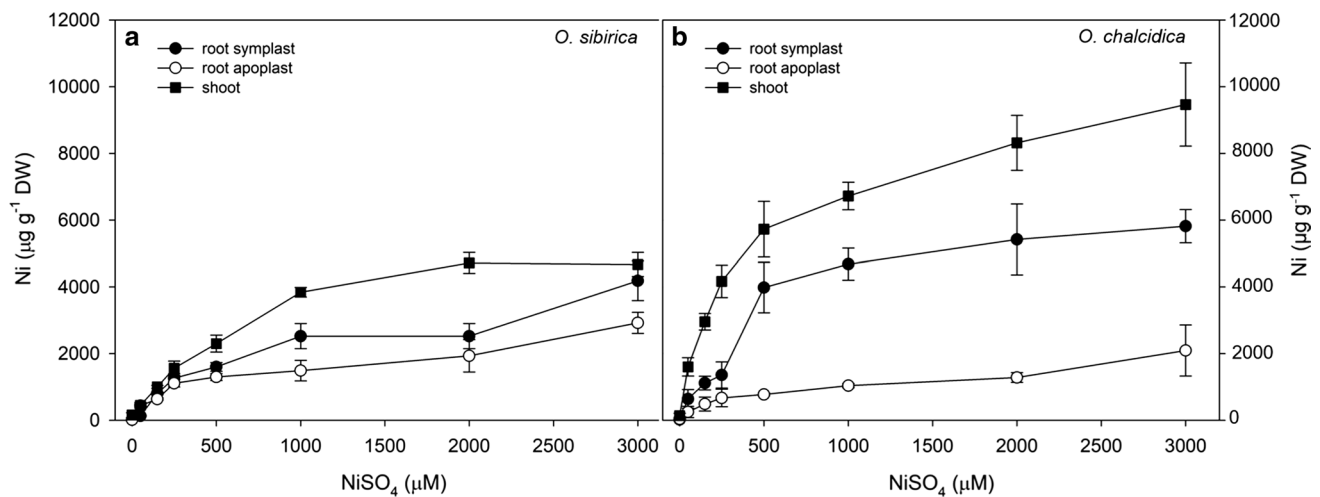 a
O. sibirica
root symplast
root apoplast
shoot
12000
10000
8000
6000
4000
2000
0
Ni (µg g⁻¹ DW)
0 500 1000 1500 2000 2500 3000
NiSO₄ (µM)
b
O. chalcidica
root symplast
root apoplast
shoot
12000
10000
8000
6000
4000
2000
0
Ni (µg g⁻¹ DW)
0 500 1000 1500 2000 2500 3000
NiSO₄ (µM)